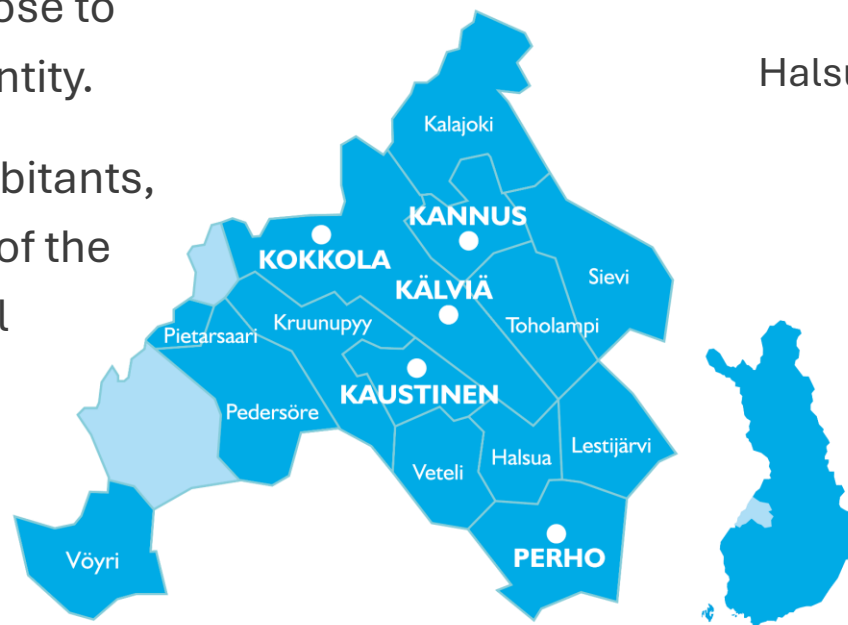 ose to
ntity.
bitants,
of the
l
Halsu
Kalajoki
KANNUS
KOKKOLA
KÄLVIÄ
Sievi
Toholampi
Kruunupyy
Pietarsaari
KAUSTINEN
Pedersöre
Lestijärvi
Halsua
Veteli
PERHO
Vöyri